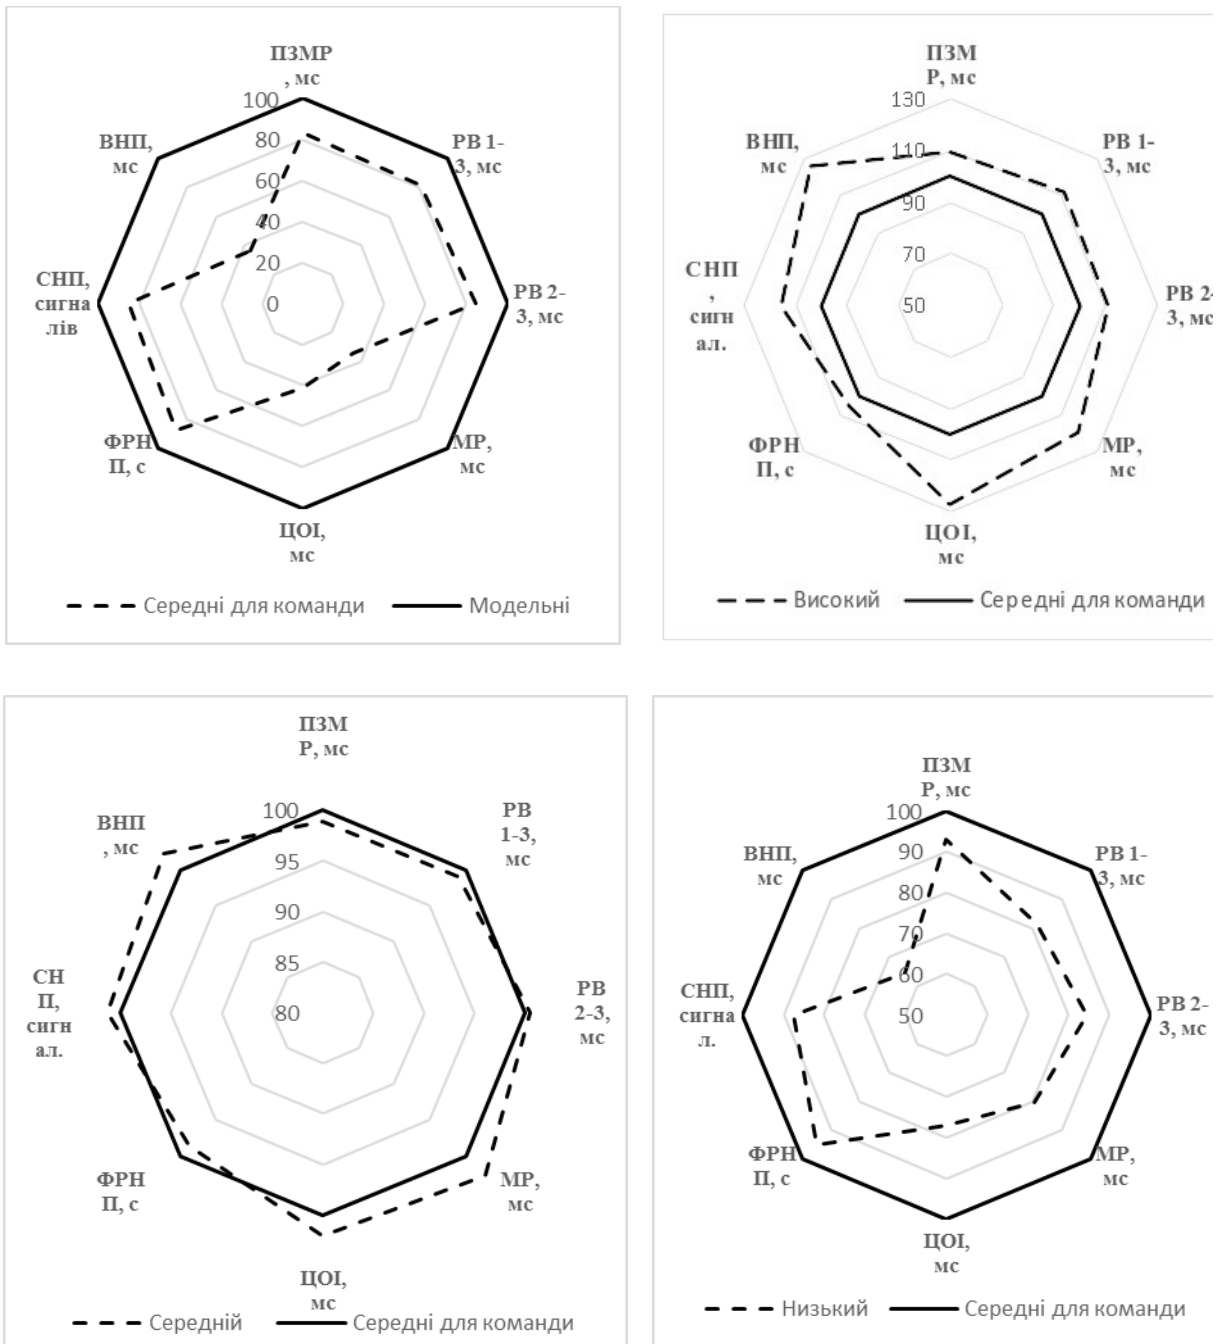 ПЗМР
, мс
100
80
60
40
20
0
РВ 1-
3, мс
РВ 2-
3, мс
МР,
мс
ЦОІ,
мс
ФРН
П, с
СНП,
сигна
лів
ВНП,
мс
Середні для команди
Модельні
ПЗМ
Р, мс
130
110
90
70
50
РВ 1-
3, мс
РВ 2-
3, мс
МР,
мс
ЦОІ,
мс
ФРН
П, с
СНП
,
сигн
ал.
ВНП,
мс
Високий
Середні для команди
ПЗМ
Р, мс
100
95
90
85
80
РВ
1-3,
мс
РВ
2-3,
мс
МР,
мс
ЦОІ,
мс
ФРН
П, с
СН
П,
сигн
ал.
ВНП
, мс
Середній
Середні для команди
ПЗМ
Р, мс
100
90
80
70
60
50
РВ 1-
3, мс
РВ 2-
3, мс
МР,
мс
ЦОІ,
мс
ФРН
П, с
СНП,
сигна
л.
ВНП,
мс
Низький
Середні для команди